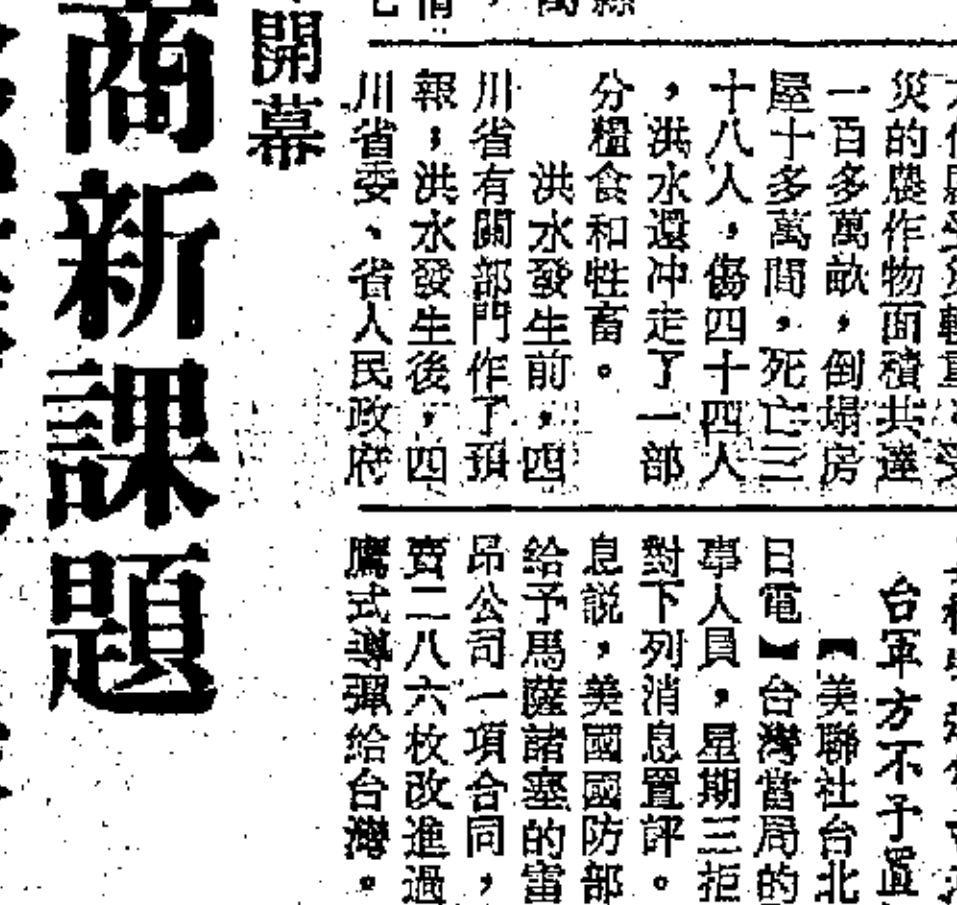 災的農作物面積共達
一百多萬畝，倒塌房
屋十多萬間，死亡三
十八人，傷四十四人
，洪水還冲走了一部
分糧食和牲畜。
洪水發生前，四
川省有關部門作了預
報；洪水發生後，四
川省委、省人民政府
開幕
商新課題
台軍方不予置
【美聯社台北
日電】台灣當局的
事人員，星期三拒
對下列消息置評。
息説，美國國防部
給予馬薩諸塞的雷
昂公司一項合同，
賣二八六枚改進過
鷹式導彈給台灣。